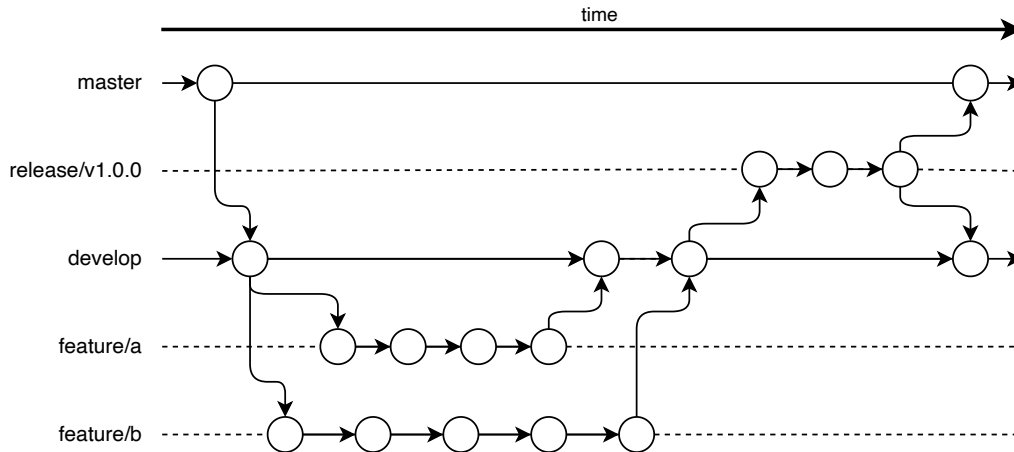 time
master
release/v1.0.0
develop
feature/a
feature/b